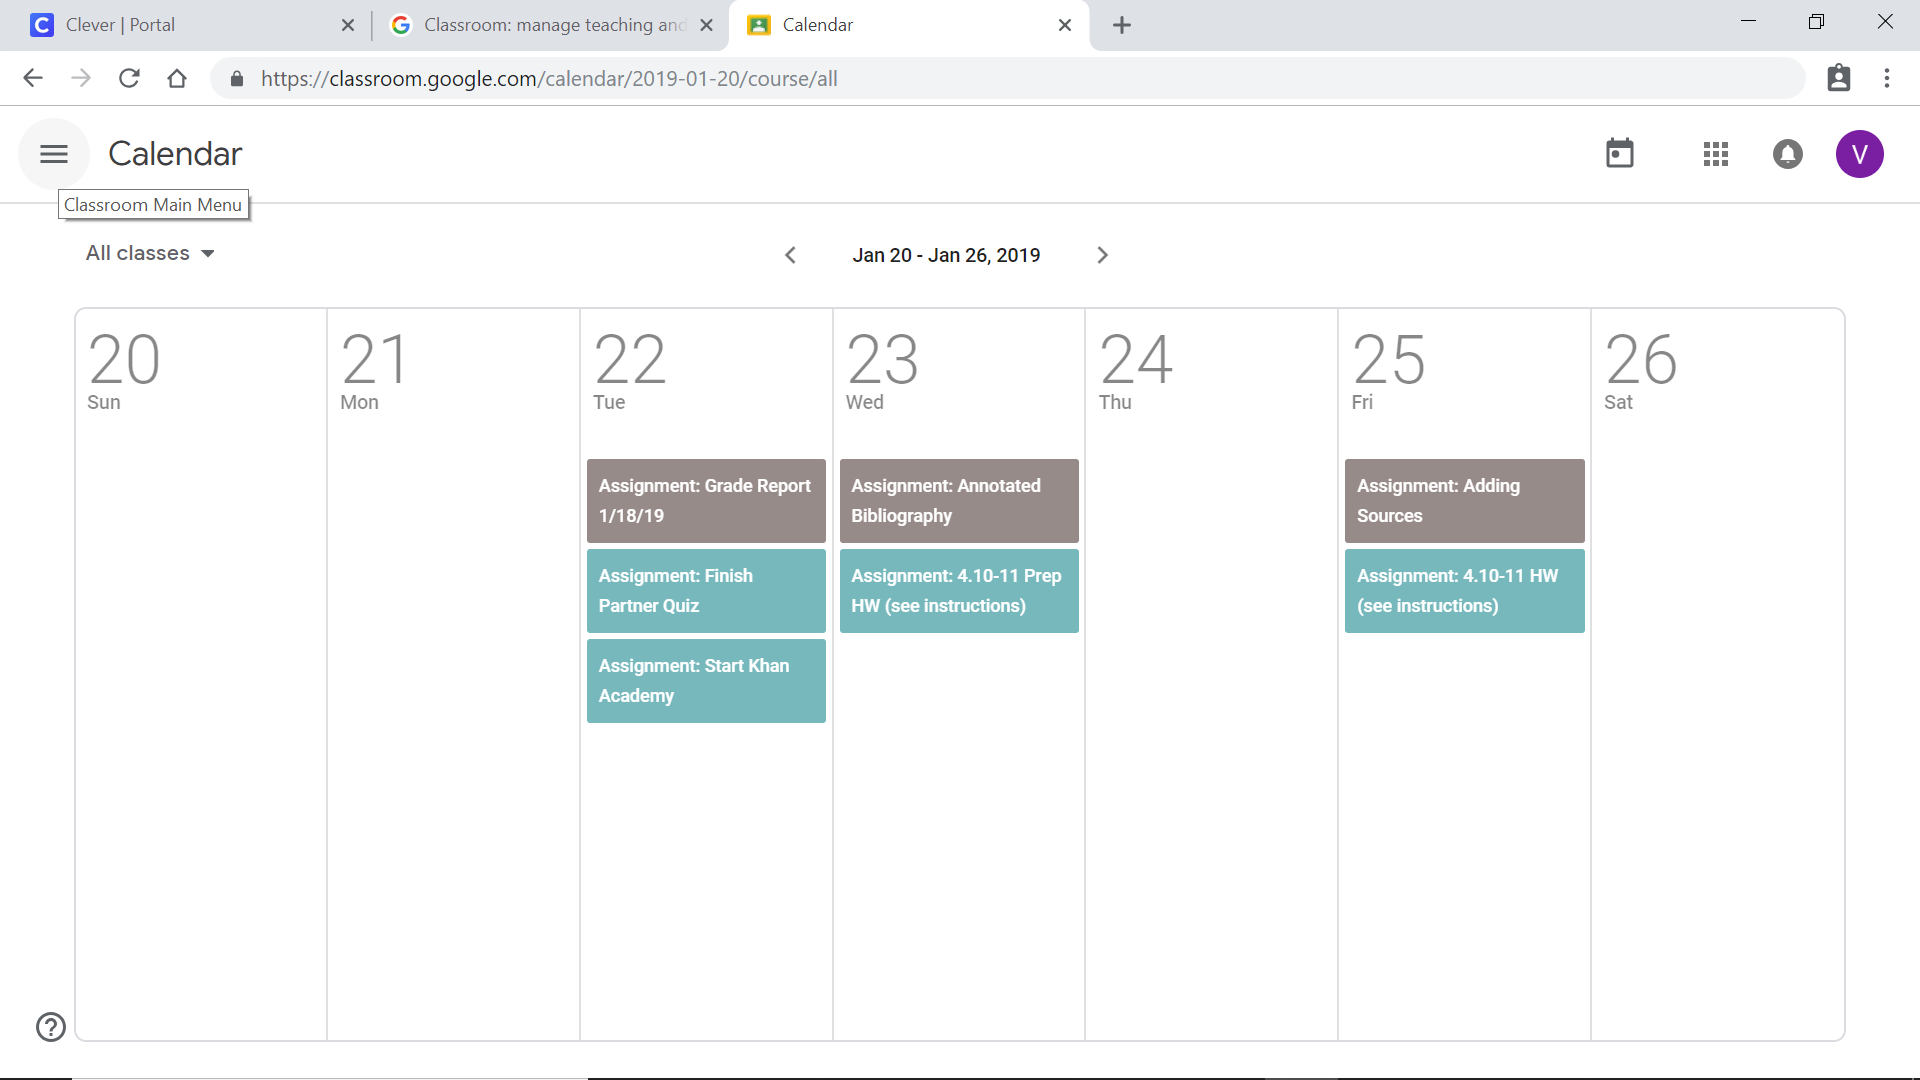 Clever | Portal
Classroom: manage teaching and
Calendar
https://classroom.google.com/calendar/2019-01-20/course/all
Calendar
V
Classroom Main Menu
All classes
Jan 20 - Jan 26, 2019
20
Sun
21
Mon
22
Tue
23
Wed
24
Thu
25
Fri
26
Sat
Assignment: Grade Report
1/18/19
Assignment: Finish
Partner Quiz
Assignment: Start Khan
Academy
Assignment: Annotated
Bibliography
Assignment: 4.10-11 Prep
HW (see instructions)
Assignment: Adding
Sources
Assignment: 4.10-11 HW
(see instructions)